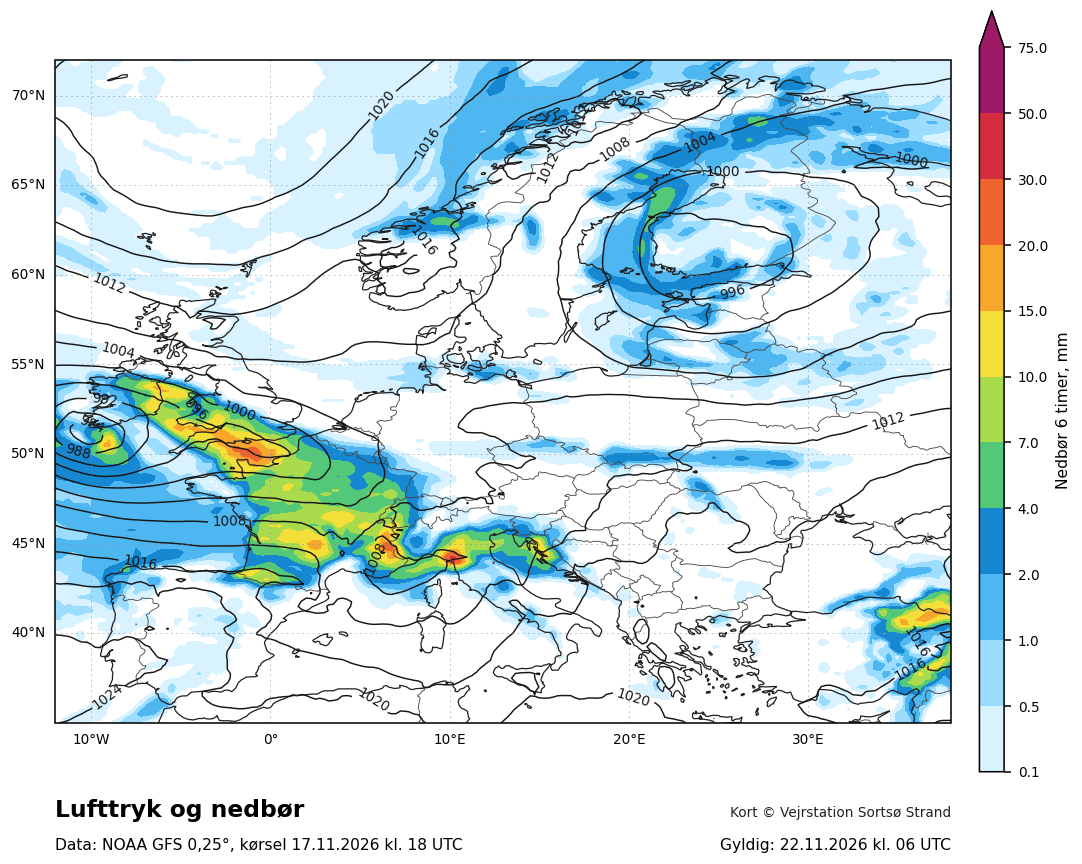 75.0
50.0
30.0
20.0
15.0
10.0
7.0
4.0
2.0
1.0
0.5
0.1
Nedbør 6 timer, mm
70°N
65°N
60°N
55°N
50°N
45°N
40°N
10°W
0°
10°E
20°E
30°E
1020
1016
1012
1008
1004
1000
1000
1016
1012
996
1004
1000
996
988
1012
1008
1008
1016
1016
1016
1024
1020
1020
Lufttryk og nedbør
Kort © Vejrstation Sortsø Strand
Data: NOAA GFS 0,25°, kørsel 17.11.2026 kl. 18 UTC
Gyldig: 22.11.2026 kl. 06 UTC